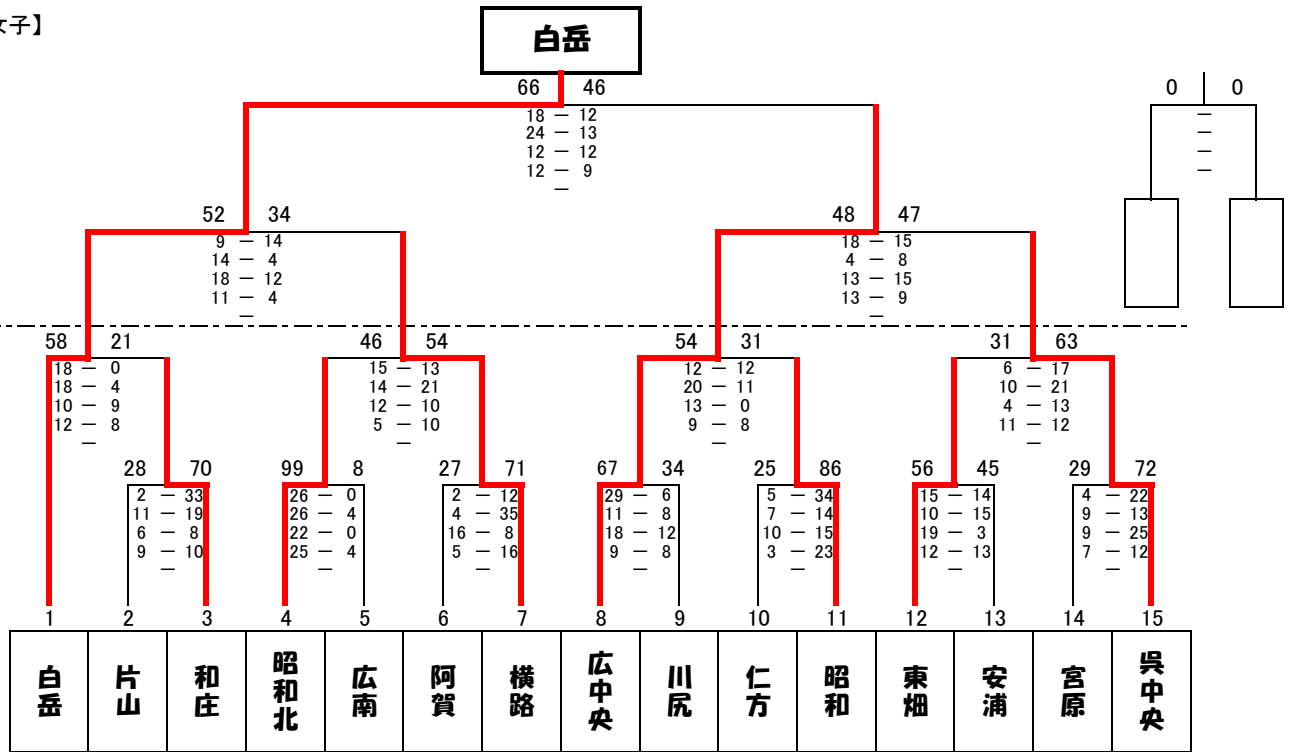 女子】
白岳
66 46
18 ― 12
24 ― 13
12 ― 12
12 ― 9
―
0 0
―
―
―
―
52 34
9 ― 14
14 ― 4
18 ― 12
11 ― 4
―
48 47
18 ― 15
4 ― 8
13 ― 15
13 ― 9
―
58 21
18 ― 0
18 ― 4
10 ― 9
12 ― 8
―
46 54
15 ― 13
14 ― 21
12 ― 10
5 ― 10
―
54 31
12 ― 12
20 ― 11
13 ― 0
9 ― 8
―
31 63
6 ― 17
10 ― 21
4 ― 13
11 ― 12
―
28 70
2 ― 33
11 ― 19
6 ― 8
9 ― 10
―
99 8
26 ― 0
26 ― 4
22 ― 0
25 ― 4
―
27 71
2 ― 12
4 ― 35
16 ― 8
5 ― 16
―
67 34
29 ― 6
11 ― 8
18 ― 12
9 ― 8
―
25 86
5 ― 34
7 ― 14
10 ― 15
3 ― 23
―
56 45
15 ― 14
10 ― 15
19 ― 3
12 ― 13
―
29 72
4 ― 22
9 ― 13
9 ― 25
7 ― 12
―
1 2 3 4 5 6 7 8 9 10 11 12 13 14 15
白岳
片山
和庄
昭和北
広南
阿賀
横路
広中央
川尻
仁方
昭和
東畑
安浦
宮原
呉中央